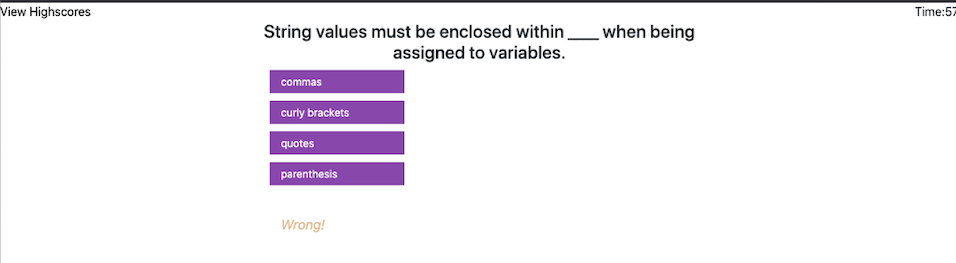 View Highscores
Time:57
String values must be enclosed within ____ when being
assigned to variables.
commas
curly brackets
quotes
parenthesis
Wrong!